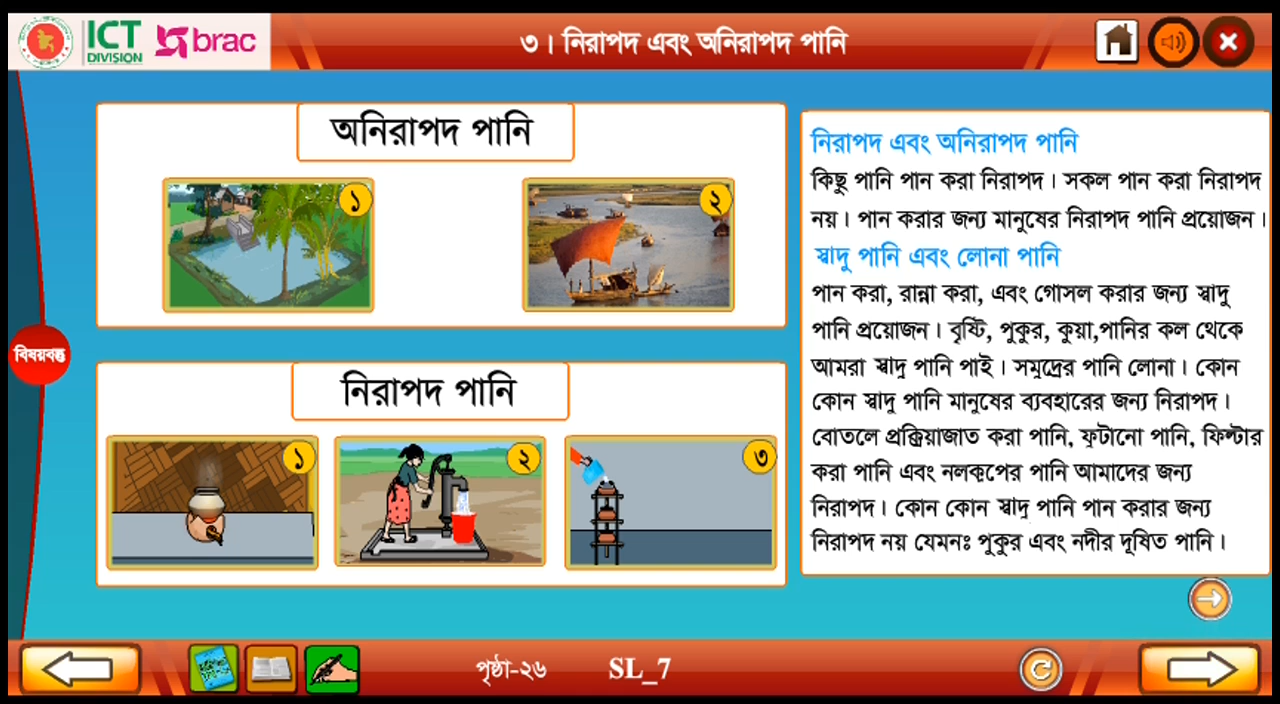 ICT
DIVISION
brac
৩। নিরাপদ এবং অনিরাপদ পানি
অনিরাপদ পানি
১
২
নিরাপদ পানি
১
২
৩
বিষয়বস্তু
নিরাপদ এবং অনিরাপদ পানি
কিছু পানি পান করা নিরাপদ। সকল পান করা নিরাপদ
নয়। পান করার জন্য মানুষের নিরাপদ পানি প্রয়োজন।
স্বাদু পানি এবং লোনা পানি
পান করা, রান্না করা, এবং গোসল করার জন্য স্বাদু
পানি প্রয়োজন। বৃষ্টি, পুকুর, কুয়া,পানির কল থেকে
আমরা স্বাদু পানি পাই। সমুদ্রের পানি লোনা। কোন
কোন স্বাদু পানি মানুষের ব্যবহারের জন্য নিরাপদ।
বোতলে প্রক্রিয়াজাত করা পানি, ফুটানো পানি, ফিল্টার
করা পানি এবং নলকূপের পানি আমাদের জন্য
নিরাপদ। কোন কোন স্বাদু পানি পান করার জন্য
নিরাপদ নয় যেমনঃ পুকুর এবং নদীর দূষিত পানি।
পৃষ্ঠা-২৬
SL_7